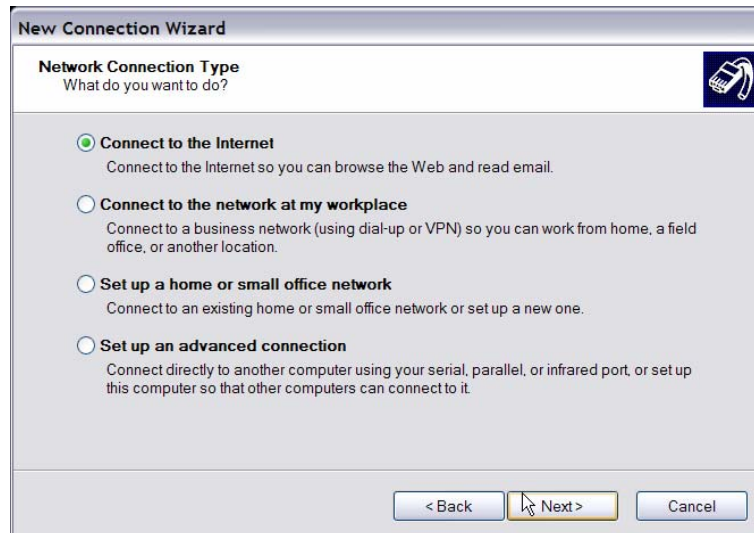 New Connection Wizard
Network Connection Type
What do you want to do?
Connect to the Internet
Connect to the Internet so you can browse the Web and read email.
Connect to the network at my workplace
Connect to a business network (using dial-up or VPN) so you can work from home, a field
office, or another location.
Set up a home or small office network
Connect to an existing home or small office network or set up a new one.
Set up an advanced connection
Connect directly to another computer using your serial, parallel, or infrared port, or set up
this computer so that other computers can connect to it.
< Back Next > Cancel